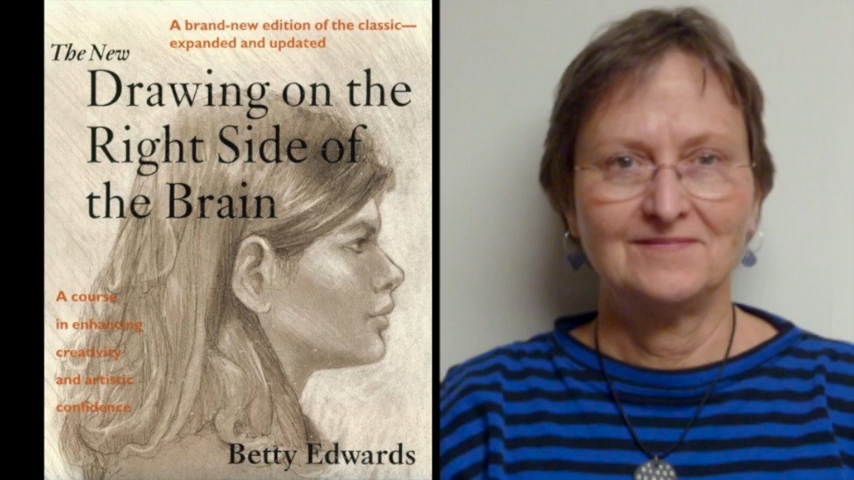 A brand-new edition of the classic—
expanded and updated
The New
Drawing on the
Right Side of
the Brain
A course
in enhancing
creativity
and artistic
confidence
Betty Edwards